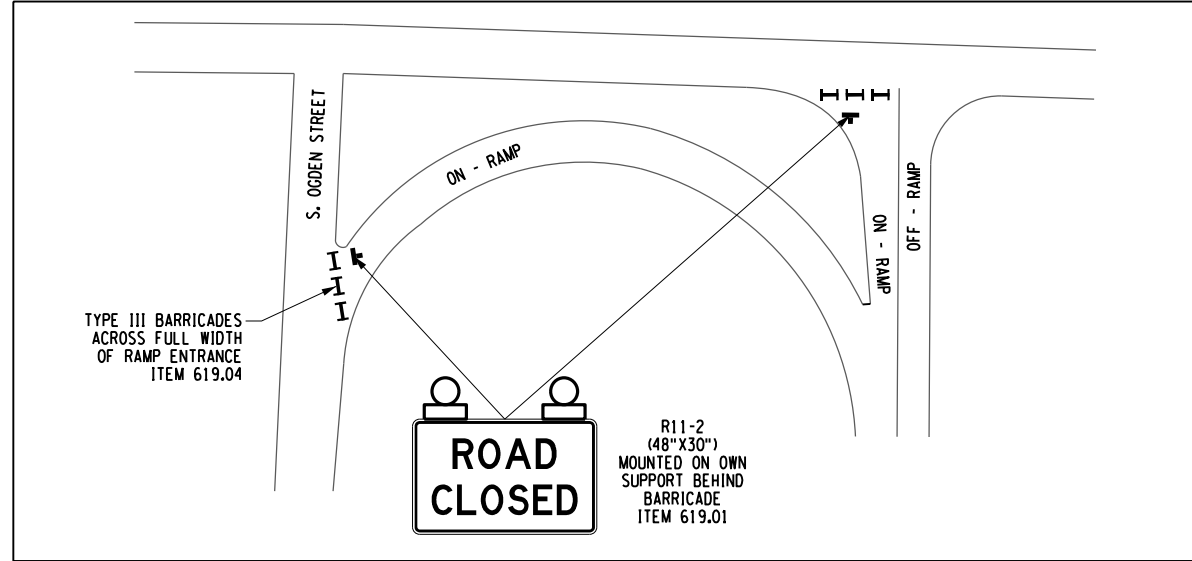 S. OGDEN STREET
ON - RAMP
ON - RAMP
OFF - RAMP
TYPE III BARRICADES
ACROSS FULL WIDTH
OF RAMP ENTRANCE
ITEM 619.04
ROAD
CLOSED
R11-2
(48"X30")
MOUNTED ON OWN
SUPPORT BEHIND
BARRICADE
ITEM 619.01